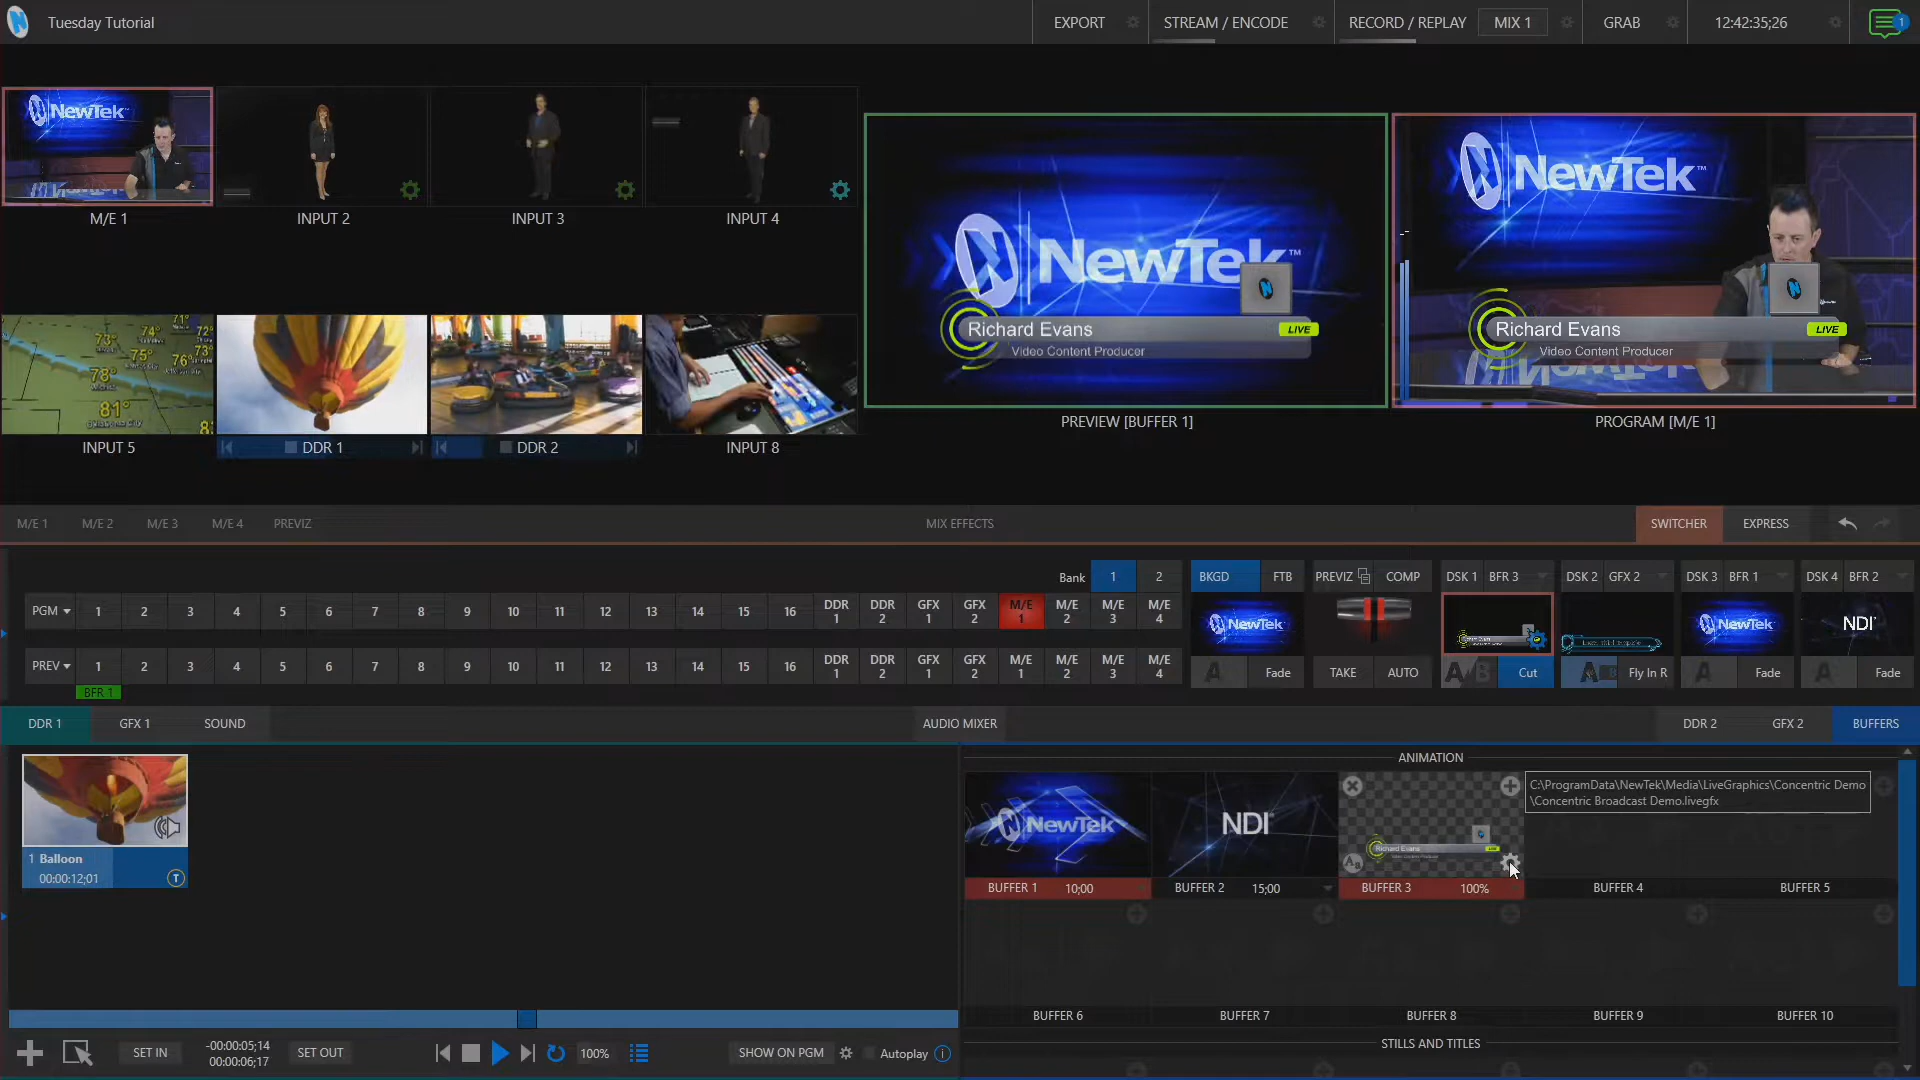 Tuesday Tutorial
EXPORT
STREAM / ENCODE
RECORD / REPLAY
MIX 1
GRAB
12:42:35;26
1
NewTek
M/E 1
INPUT 2
INPUT 3
INPUT 4
NewTek™
Richard Evans
LIVE
Video Content Producer
PREVIEW [BUFFER 1]
NewTek™
Richard Evans
LIVE
Video Content Producer
PROGRAM [M/E 1]
71° 74° 72°
73° 75° 76° 73°
78°
81°
INPUT 5
DDR 1
DDR 2
INPUT 8
M/E 1
M/E 2
M/E 3
M/E 4
PREVIZ
MIX EFFECTS
SWITCHER
EXPRESS
Bank 1 2
BKGD FTB
PREVIZ COMP
DSK 1 BFR 3
DSK 2 GFX 2
DSK 3 BFR 1
DSK 4 BFR 2
PGM 1 2 3 4 5 6 7 8 9 10 11 12 13 14 15 16 DDR 1 DDR 2 GFX 1 GFX 2 M/E 1 M/E 2 M/E 3 M/E 4
NewTek
NewTek
NDI
PREV 1 2 3 4 5 6 7 8 9 10 11 12 13 14 15 16 DDR 1 DDR 2 GFX 1 GFX 2 M/E 1 M/E 2 M/E 3 M/E 4
BFR 1
A Fade
TAKE AUTO
A B Cut
A B Fly In R
A Fade
A Fade
DDR 1
GFX 1
SOUND
AUDIO MIXER
DDR 2
GFX 2
BUFFERS
1 Balloon
00:00:12;01
T
ANIMATION
NewTek
NDI
Richard Evans
C:\ProgramData\NewTek\Media\LiveGraphics\Concentric Demo
\Concentric Broadcast Demo.livegfx
BUFFER 1 10;00
BUFFER 2 15;00
BUFFER 3 100%
BUFFER 4
BUFFER 5
BUFFER 6
BUFFER 7
BUFFER 8
BUFFER 9
BUFFER 10
STILLS AND TITLES
SET IN
-00:00:05;14
00:00:06;17
SET OUT
100%
SHOW ON PGM
Autoplay